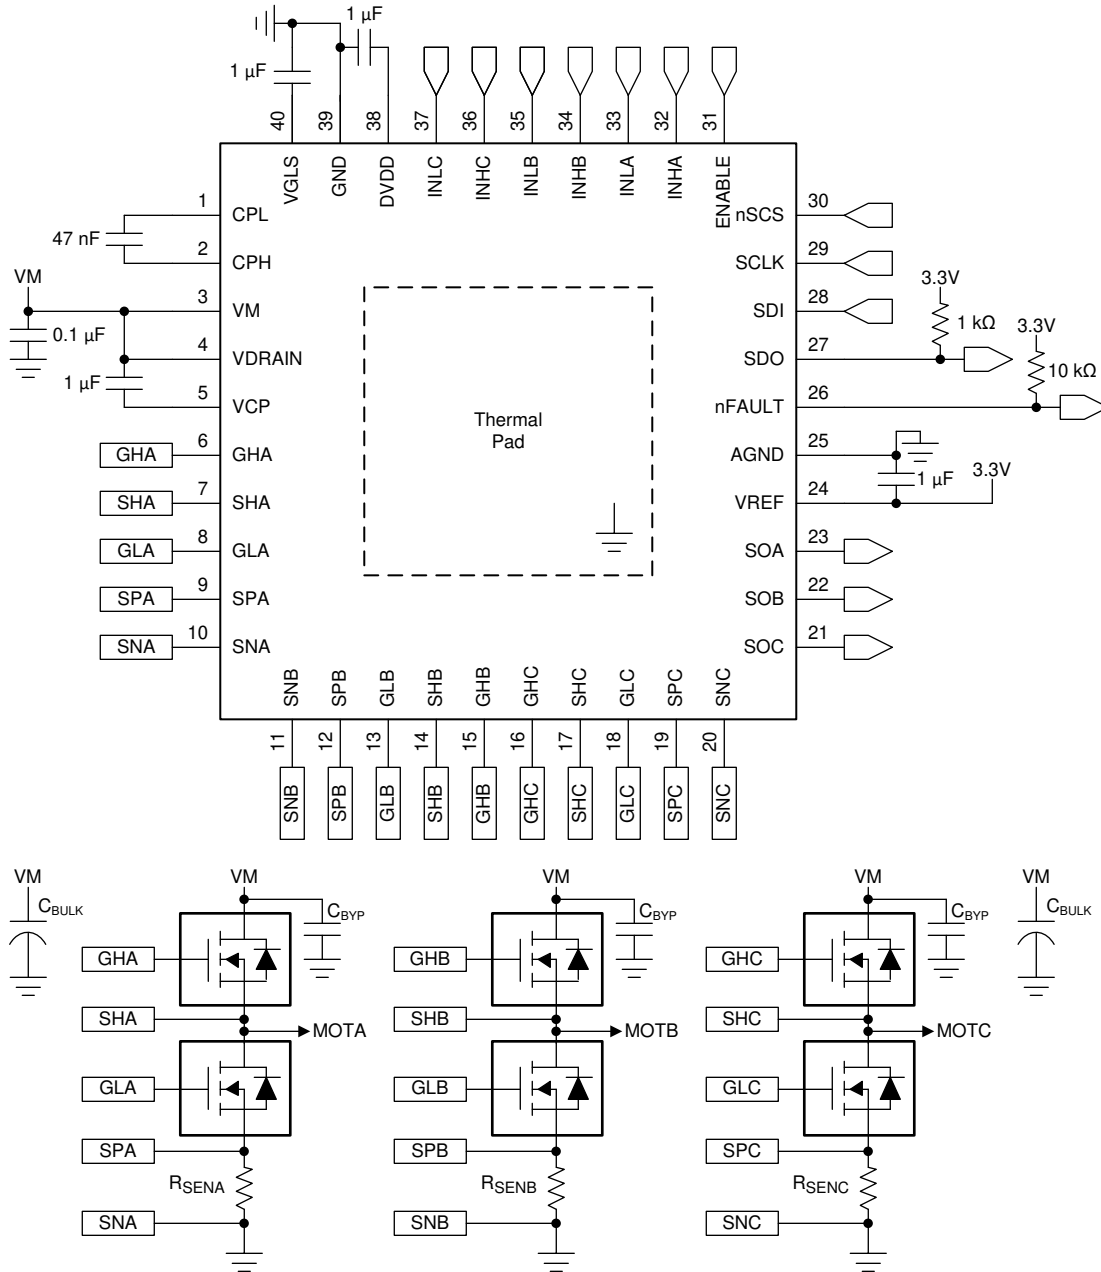 1 µF
1 µF
40 39 38 37 36 35 34 33 32 31
VGLS GND DVDD INLC INHC INLB INHB INLA INHA ENABLE
1 CPL
47 nF
2 CPH
VM
3 VM
0.1 µF
4 VDRAIN
1 µF
5 VCP
GHA 6 GHA
SHA 7 SHA
GLA 8 GLA
SPA 9 SPA
SNA 10 SNA
Thermal
Pad
nSCS 30
SCLK 29
SDI 28
3.3V
1 kΩ
SDO 27
3.3V
10 kΩ
nFAULT 26
AGND 25
1 µF
3.3V
VREF 24
SOA 23
SOB 22
SOC 21
SNB SPB GLB SHB GHB GHC SHC GLC SPC SNC
11 12 13 14 15 16 17 18 19 20
SNB SPB GLB SHB GHB GHC SHC GLC SPC SNC
VM VM VM VM VM
CBULK CBYP CBYP CBYP CBULK
GHA GHB GHC
SHA SHB SHC
MOTA MOTB MOTC
GLA GLB GLC
SPA SPB SPC
RSENA RSENB RSENC
SNA SNB SNC